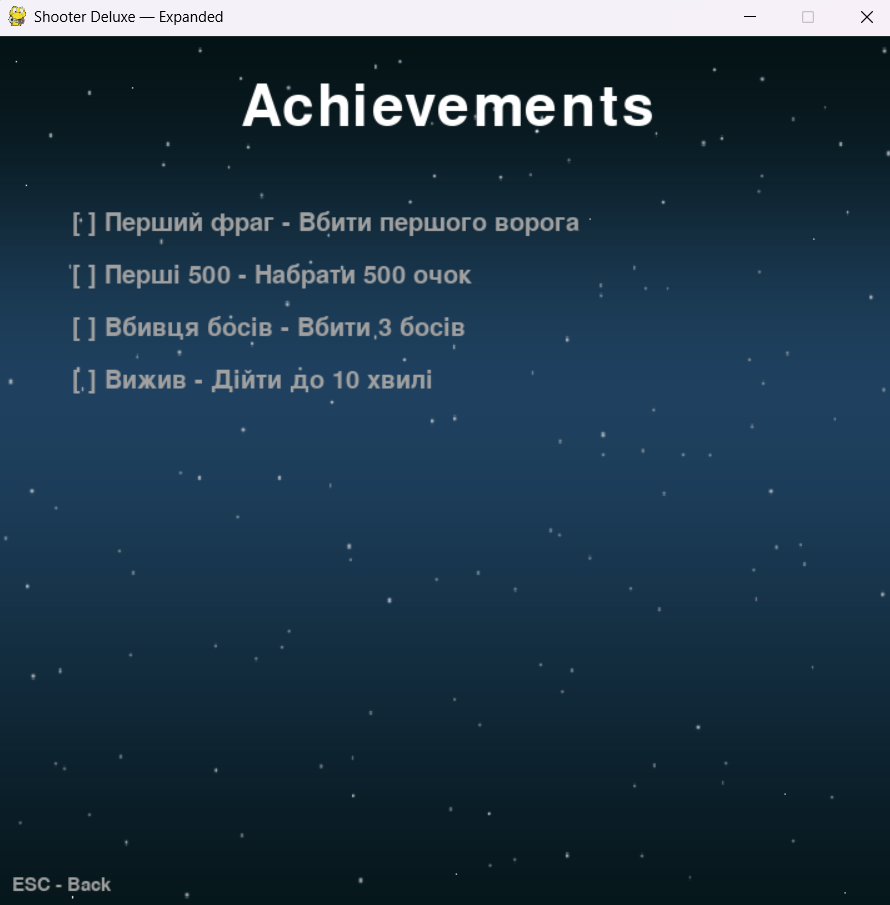 Shooter Deluxe — Expanded
Achievements
[ ] Перший фраг - Вбити першого ворога
[ ] Перші 500 - Набрати 500 очок
[ ] Вбивця босів - Вбити 3 босів
[ ] Вижив - Дійти до 10 хвилі
ESC - Back